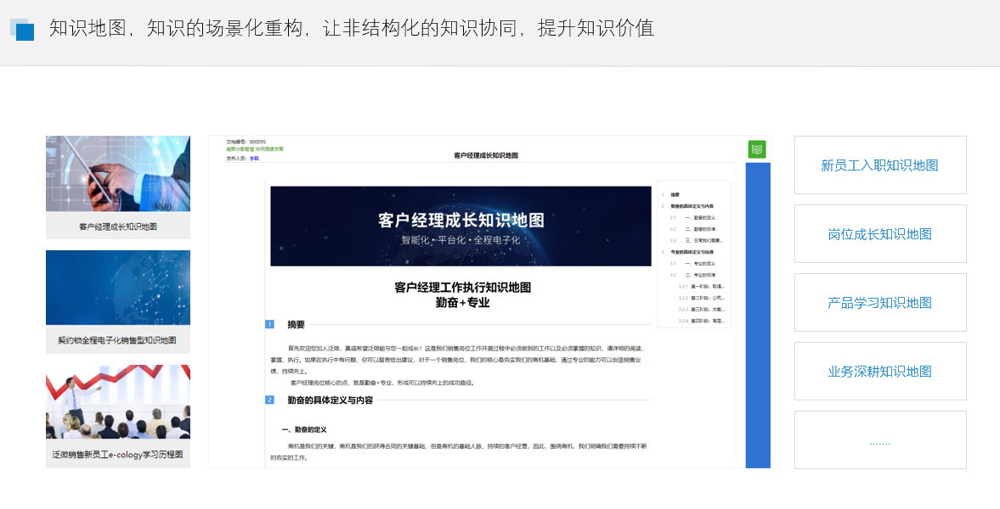 知识地图，知识的场景化重构，让非结构化的知识协同，提升知识价值
客户经理成长知识地图
契约锁全程电子化销售型知识地图
泛微销售新员工e-cology学习历程图
文档编号：000095
凝聚分散智慧 协同提速发展
发布人员：
客户经理成长知识地图
客户经理成长知识地图
智能化•平台化•全程电子化
客户经理工作执行知识地图
勤奋+专业
1 摘要
首先欢迎您加入泛微，真诚希望泛微能与您一起成长！这是我们销售岗位工作开展过程中必须做到的工作以及必须掌握的知识，请详细的阅读、
掌握、执行。如果在执行中有问题，你可以留言给出建议，对于一个销售岗位，我们的核心是夯实我们的商机基础，通过专业的能力可以创造销售业
绩，持续向上。
客户经理岗位核心的点，就是勤奋+专业，形成可以持续向上的成功路径。
2 勤奋的具体定义与内容
一、勤奋的定义
商机是我们的关键，商机是我们的获得合同的关键基础，但是商机的基础人脉、持续的客户经营，因此，围绕商机，我们明确我们需要持续不断
的夯实的工作。
1 摘要
2 勤奋的具体定义与内容
2.1 一、勤奋的定义
2.2 二、勤奋的标准
2.3 三、日常我们需要...
3 专业的具体定义与标准
3.1 一、专业的定义
3.2 二、专业的标准
3.2.1 第一阶段：取得...
3.2.2 第二阶段：公司...
3.2.3 第三阶段：方案...
3.2.4 第四阶段：
新员工入职知识地图
岗位成长知识地图
产品学习知识地图
业务深耕知识地图
.......